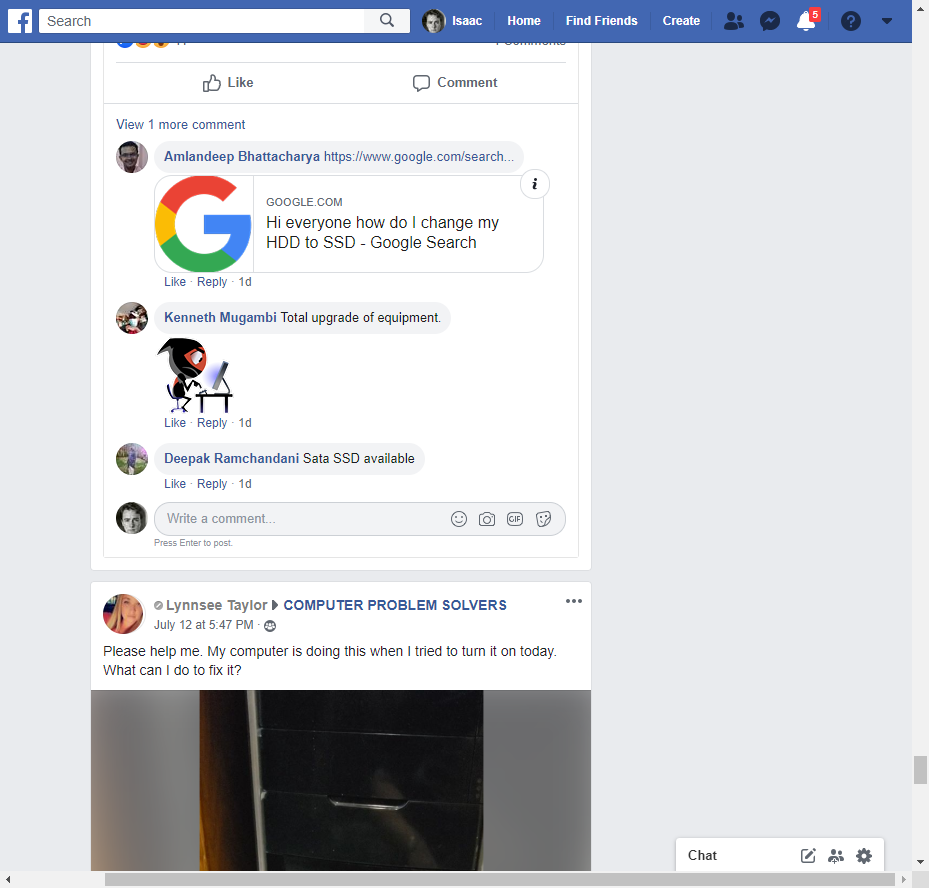 Search
Isaac
Home
Find Friends
Create
5
Like
Comment
View 1 more comment
Amlandeep Bhattacharya https://www.google.com/search...
GOOGLE.COM
Hi everyone how do I change my
HDD to SSD - Google Search
Like · Reply · 1d
Kenneth Mugambi Total upgrade of equipment.
Like · Reply · 1d
Deepak Ramchandani Sata SSD available
Like · Reply · 1d
Write a comment...
GIF
Press Enter to post.
Lynnsee Taylor COMPUTER PROBLEM SOLVERS
July 12 at 5:47 PM ·
Please help me. My computer is doing this when I tried to turn it on today.
What can I do to fix it?
Chat